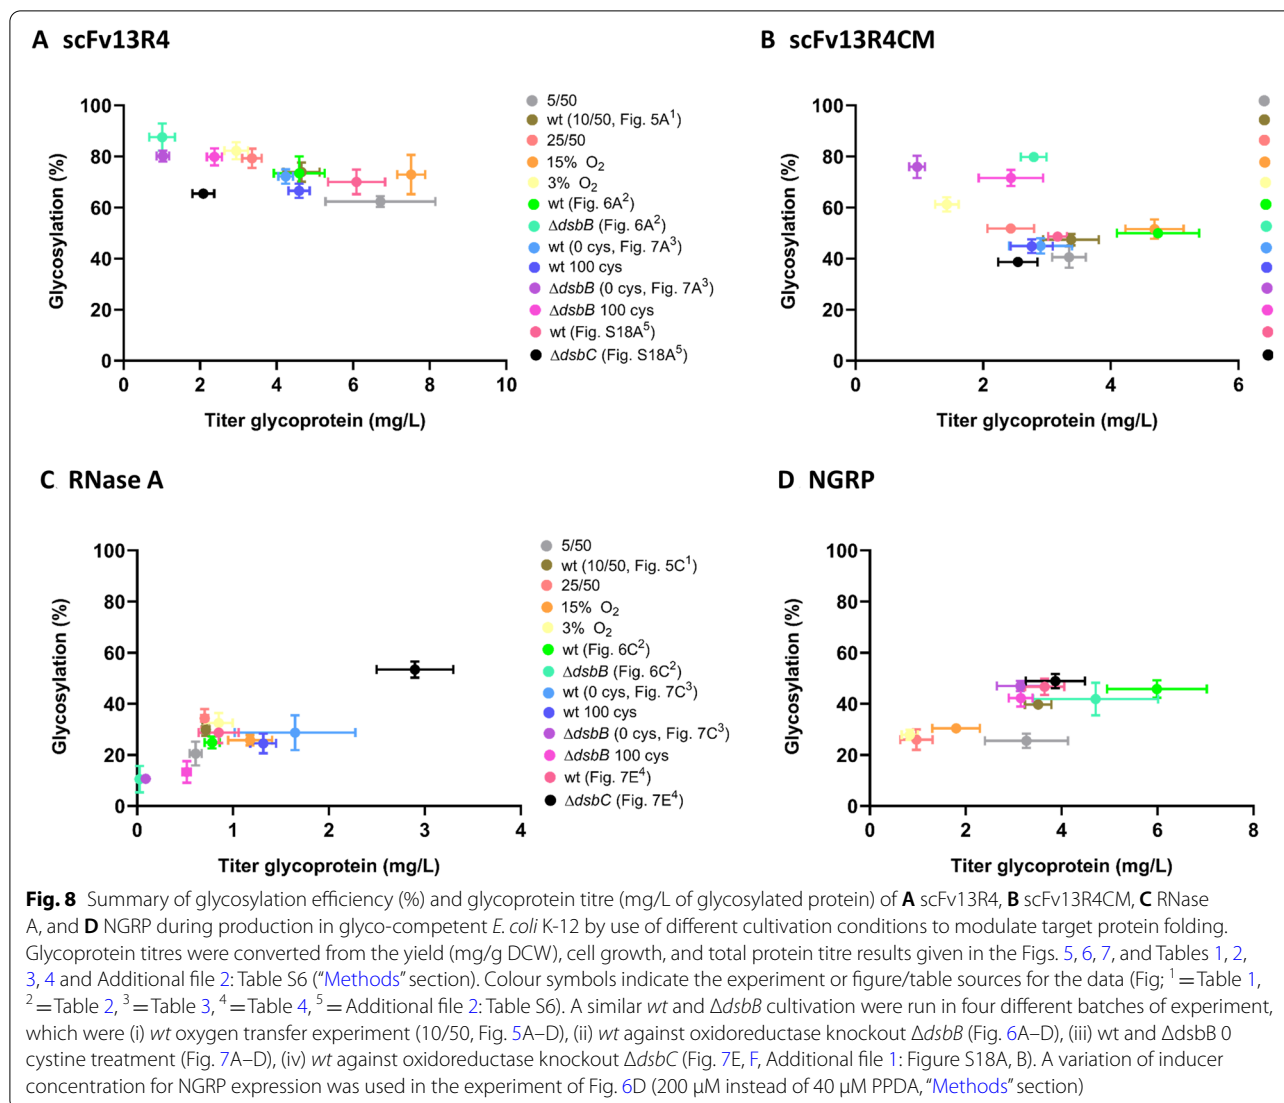 A scFv13R4
B scFv13R4CM
100
80
60
40
20
0
Glycosylation (%)
0 2 4 6 8 10
Titer glycoprotein (mg/L)
5/50
wt (10/50, Fig. 5A¹)
25/50
15% O₂
3% O₂
wt (Fig. 6A²)
ΔdsbB (Fig. 6A²)
wt (0 cys, Fig. 7A³)
wt 100 cys
ΔdsbB (0 cys, Fig. 7A³)
ΔdsbB 100 cys
wt (Fig. S18A⁵)
ΔdsbC (Fig. S18A⁵)
100
80
60
40
20
0
Glycosylation (%)
0 2 4 6
Titer glycoprotein (mg/L)
C RNase A
D NGRP
100
80
60
40
20
0
Glycosylation (%)
0 1 2 3 4
Titer glycoprotein (mg/L)
5/50
wt (10/50, Fig. 5C¹)
25/50
15% O₂
3% O₂
wt (Fig. 6C²)
ΔdsbB (Fig. 6C²)
wt (0 cys, Fig. 7C³)
wt 100 cys
ΔdsbB (0 cys, Fig. 7C³)
ΔdsbB 100 cys
wt (Fig. 7E⁴)
ΔdsbC (Fig. 7E⁴)
100
80
60
40
20
0
Glycosylation (%)
0 2 4 6 8
Titer glycoprotein (mg/L)
Fig. 8 Summary of glycosylation efficiency (%) and glycoprotein titre (mg/L of glycosylated protein) of A scFv13R4, B scFv13R4CM, C RNase
A, and D NGRP during production in glyco-competent E. coli K-12 by use of different cultivation conditions to modulate target protein folding.
Glycoprotein titres were converted from the yield (mg/g DCW), cell growth, and total protein titre results given in the Figs. 5, 6, 7, and Tables 1, 2,
3, 4 and Additional file 2: Table S6 (“Methods” section). Colour symbols indicate the experiment or figure/table sources for the data (Fig; ¹ = Table 1,
² = Table 2, ³ = Table 3, ⁴ = Table 4, ⁵ = Additional file 2: Table S6). A similar wt and ΔdsbB cultivation were run in four different batches of experiment,
which were (i) wt oxygen transfer experiment (10/50, Fig. 5A–D), (ii) wt against oxidoreductase knockout ΔdsbB (Fig. 6A–D), (iii) wt and ΔdsbB 0
cystine treatment (Fig. 7A–D), (iv) wt against oxidoreductase knockout ΔdsbC (Fig. 7E, F, Additional file 1: Figure S18A, B). A variation of inducer
concentration for NGRP expression was used in the experiment of Fig. 6D (200 μM instead of 40 μM PPDA, “Methods” section)